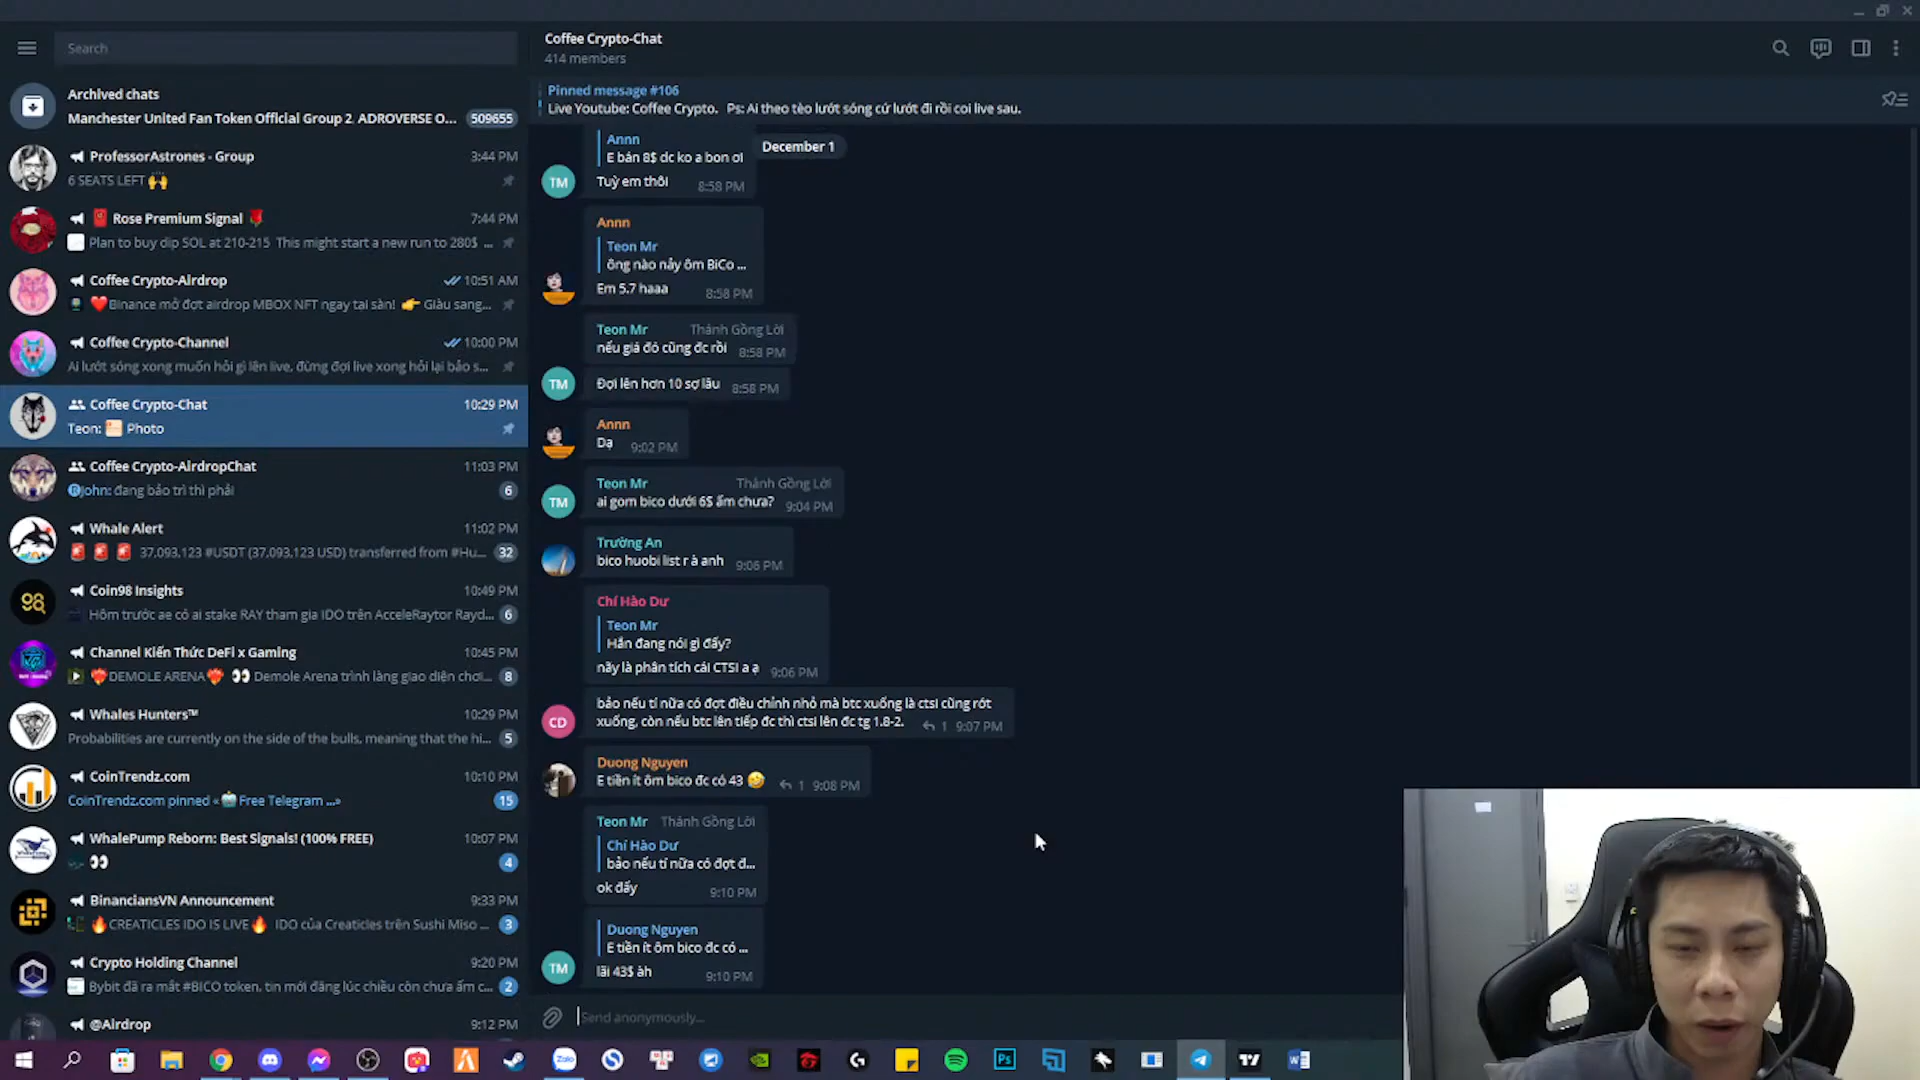 Search
Archived chats
Manchester United Fan Token Official Group 2, ADROVERSE O...
509655
ProfessorAstrones - Group
3:44 PM
6 SEATS LEFT 🙌
Rose Premium Signal 🌹
7:44 PM
Plan to buy dip SOL at 210-215 This might start a new run to 280$ ...
Coffee Crypto-Airdrop
10:51 AM
❤️Binance mở đợt airdrop MBOX NFT ngay tại sàn! 👉 Giàu sang...
Coffee Crypto-Channel
10:00 PM
Ai lướt sóng xong muốn hỏi gì lên live, đừng đợi live xong hỏi lại bảo s...
Coffee Crypto-Chat
10:29 PM
Teon: Photo
Coffee Crypto-AirdropChat
11:03 PM
John: đang bảo trì thì phải
6
Whale Alert
11:02 PM
🚨 🚨 🚨 37,093,123 #USDT (37,093,123 USD) transferred from #Hu...
32
Coin98 Insights
10:49 PM
Hôm trước ae có ai stake RAY tham gia IDO trên AcceleRaytor Rayd...
6
Channel Kiến Thức DeFi x Gaming
10:45 PM
❤️‍🔥DEMOLE ARENA❤️‍🔥 👀 Demole Arena trình làng giao diện chơi...
8
Whales Hunters™
10:29 PM
Probabilities are currently on the side of the bulls, meaning that the hi...
5
CoinTrendz.com
10:10 PM
CoinTrendz.com pinned «🤖Free Telegram ...»
15
WhalePump Reborn: Best Signals! (100% FREE)
10:07 PM
👀
4
BinanciansVN Announcement
9:33 PM
🔥CREATICLES IDO IS LIVE🔥 IDO của Creaticles trên Sushi Miso ...
3
Crypto Holding Channel
9:20 PM
Bybit đã ra mắt #BICO token, tin mới đăng lúc chiều còn chưa ấm c...
2
@Airdrop
9:12 PM
Coffee Crypto-Chat
414 members
Pinned message #106
Live Youtube: Coffee Crypto. Ps: Ai theo tèo lướt sóng cứ lướt đi rồi coi live sau.
December 1
Annn
E bán 8$ dc ko a bon ơi
Tuỳ em thôi 8:58 PM
TM
Annn
Teon Mr
ông nào nảy ôm BiCo ...
Em 5.7 haaa 8:58 PM
Teon Mr Thánh Gồng Lời
nếu giá đó cũng đc rồi 8:58 PM
TM
Đợi lên hơn 10 sợ lâu 8:58 PM
Annn
Dạ 9:02 PM
Teon Mr Thánh Gồng Lời
TM
ai gom bico dưới 6$ ấm chưa? 9:04 PM
Trường An
bico huobi list r à anh 9:06 PM
Chí Hào Dư
Teon Mr
Hắn đang nói gì đấy?
nãy là phân tích cái CTSI a ạ 9:06 PM
CD
bảo nếu tí nữa có đợt điều chỉnh nhỏ mà btc xuống là ctsi cũng rớt
xuống, còn nếu btc lên tiếp đc thì ctsi lên đc tg 1.8-2. 1 9:07 PM
Duong Nguyen
E tiền ít ôm bico đc có 43 🤣 1 9:08 PM
Teon Mr Thánh Gồng Lời
Chí Hào Dư
bảo nếu tí nữa có đợt đ...
ok đấy 9:10 PM
Duong Nguyen
E tiền ít ôm bico đc có ...
TM
lãi 43$ àh 9:10 PM
Send anonymously...
Zalo
Ps